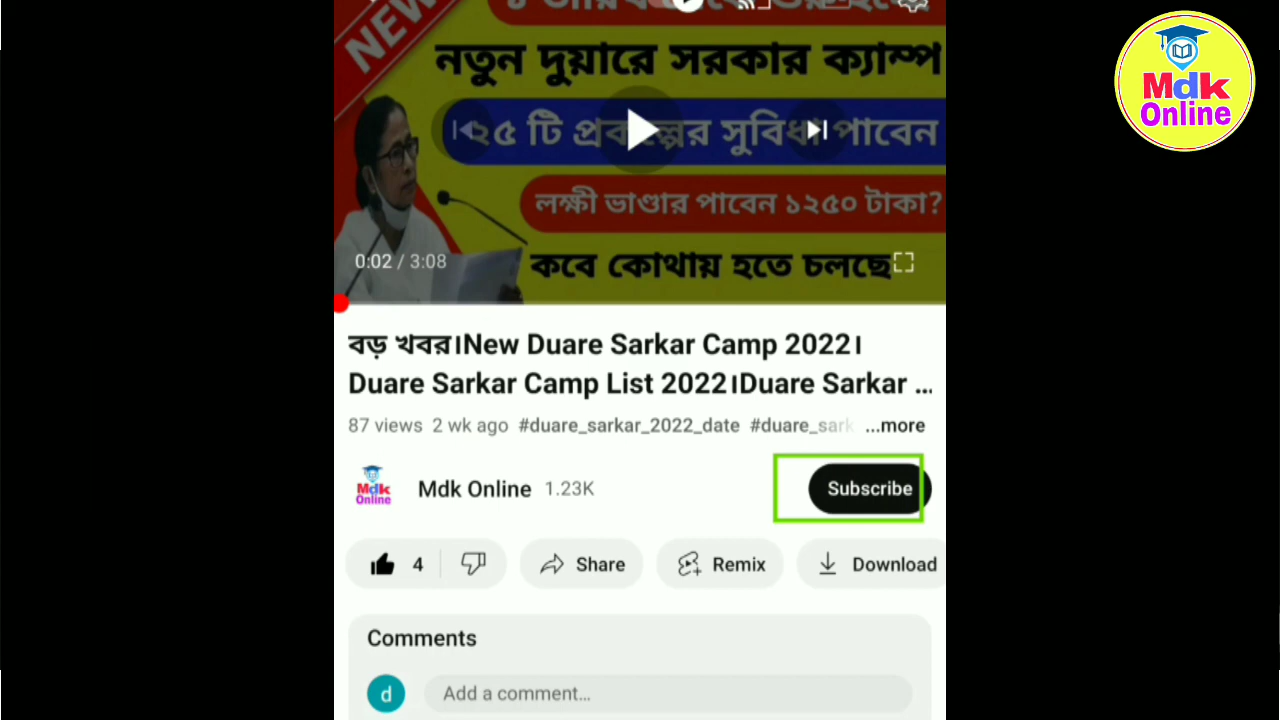 NEW
নতুন দুয়ারে সরকার ক্যাম্প
২৫ টি প্রকল্পের সুবিধা পাবেন
লক্ষী ভাণ্ডার পাবেন ১২৫০ টাকা?
কবে কোথায় হতে চলছে
0:02 / 3:08
বড় খবর।New Duare Sarkar Camp 2022।
Duare Sarkar Camp List 2022।Duare Sarkar ...
87 views 2 wk ago #duare_sarkar_2022_date #duare_sark ...more
Mdk Online
Mdk Online 1.23K
Subscribe
4 Share Remix Download
Comments
d Add a comment...
Mdk
Online